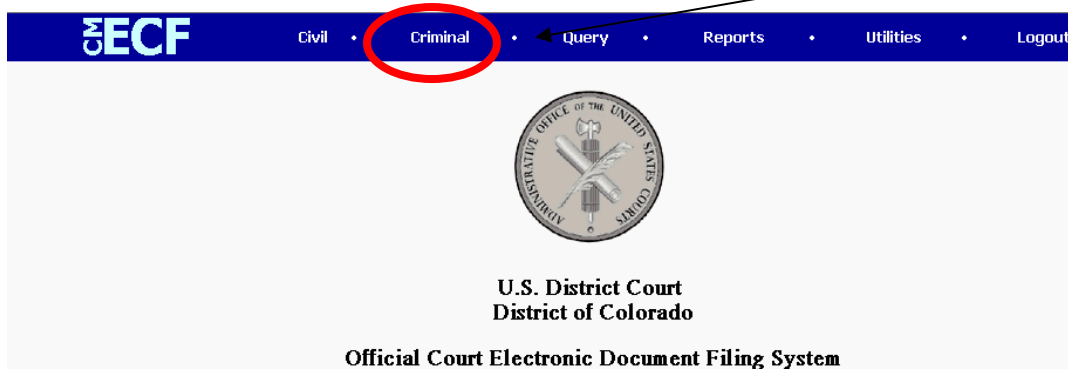 CM ECF Civil • Criminal • Query • Reports • Utilities • Logout
ADMINISTRATIVE OFFICE OF THE UNITED STATES COURTS
U.S. District Court
District of Colorado
Official Court Electronic Document Filing System